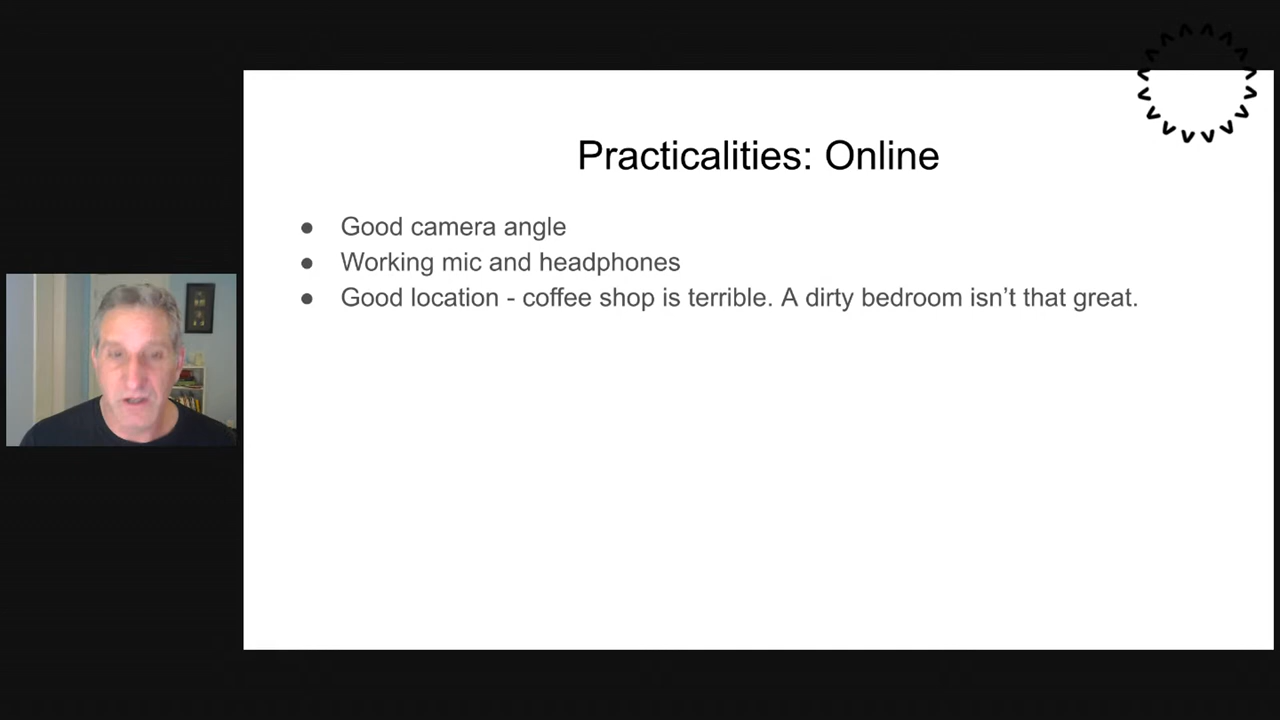 Practicalities: Online
● Good camera angle
● Working mic and headphones
● Good location - coffee shop is terrible. A dirty bedroom isn’t that great.